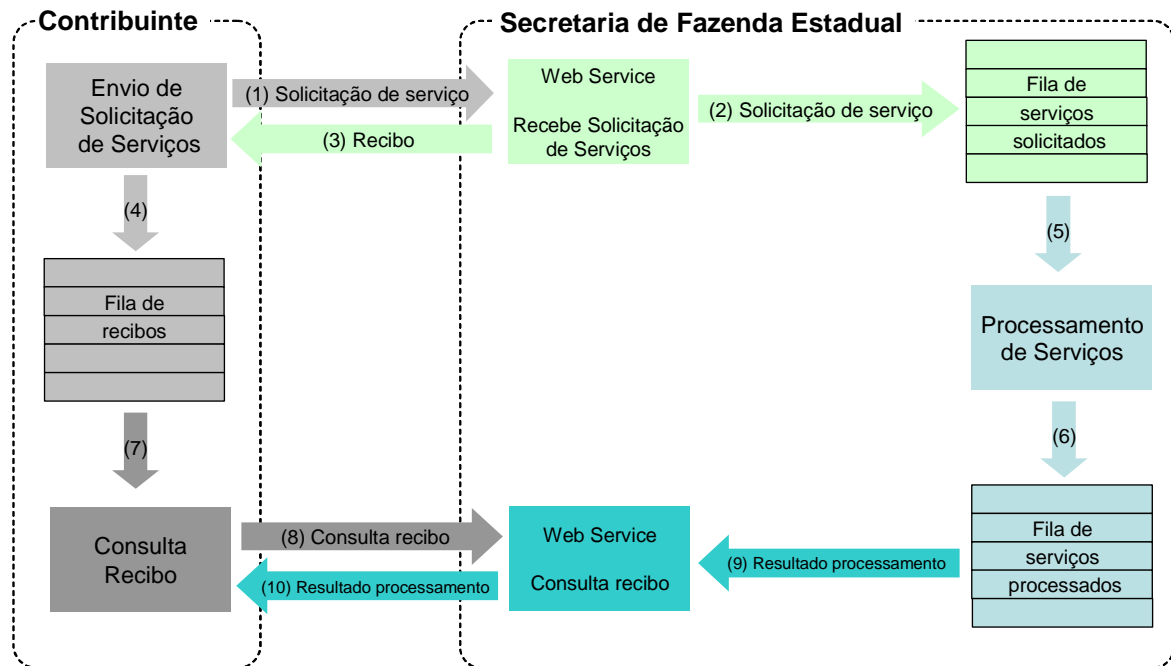 Contribuinte
Secretaria de Fazenda Estadual
Envio de
Solicitação
de Serviços
(1) Solicitação de serviço
(3) Recibo
Web Service
Recebe Solicitação
de Serviços
(2) Solicitação de serviço
Fila de
serviços
solicitados
(4)
(5)
Fila de
recibos
Processamento
de Serviços
(7)
(6)
Consulta
Recibo
(8) Consulta recibo
(10) Resultado processamento
Web Service
Consulta recibo
(9) Resultado processamento
Fila de
serviços
processados